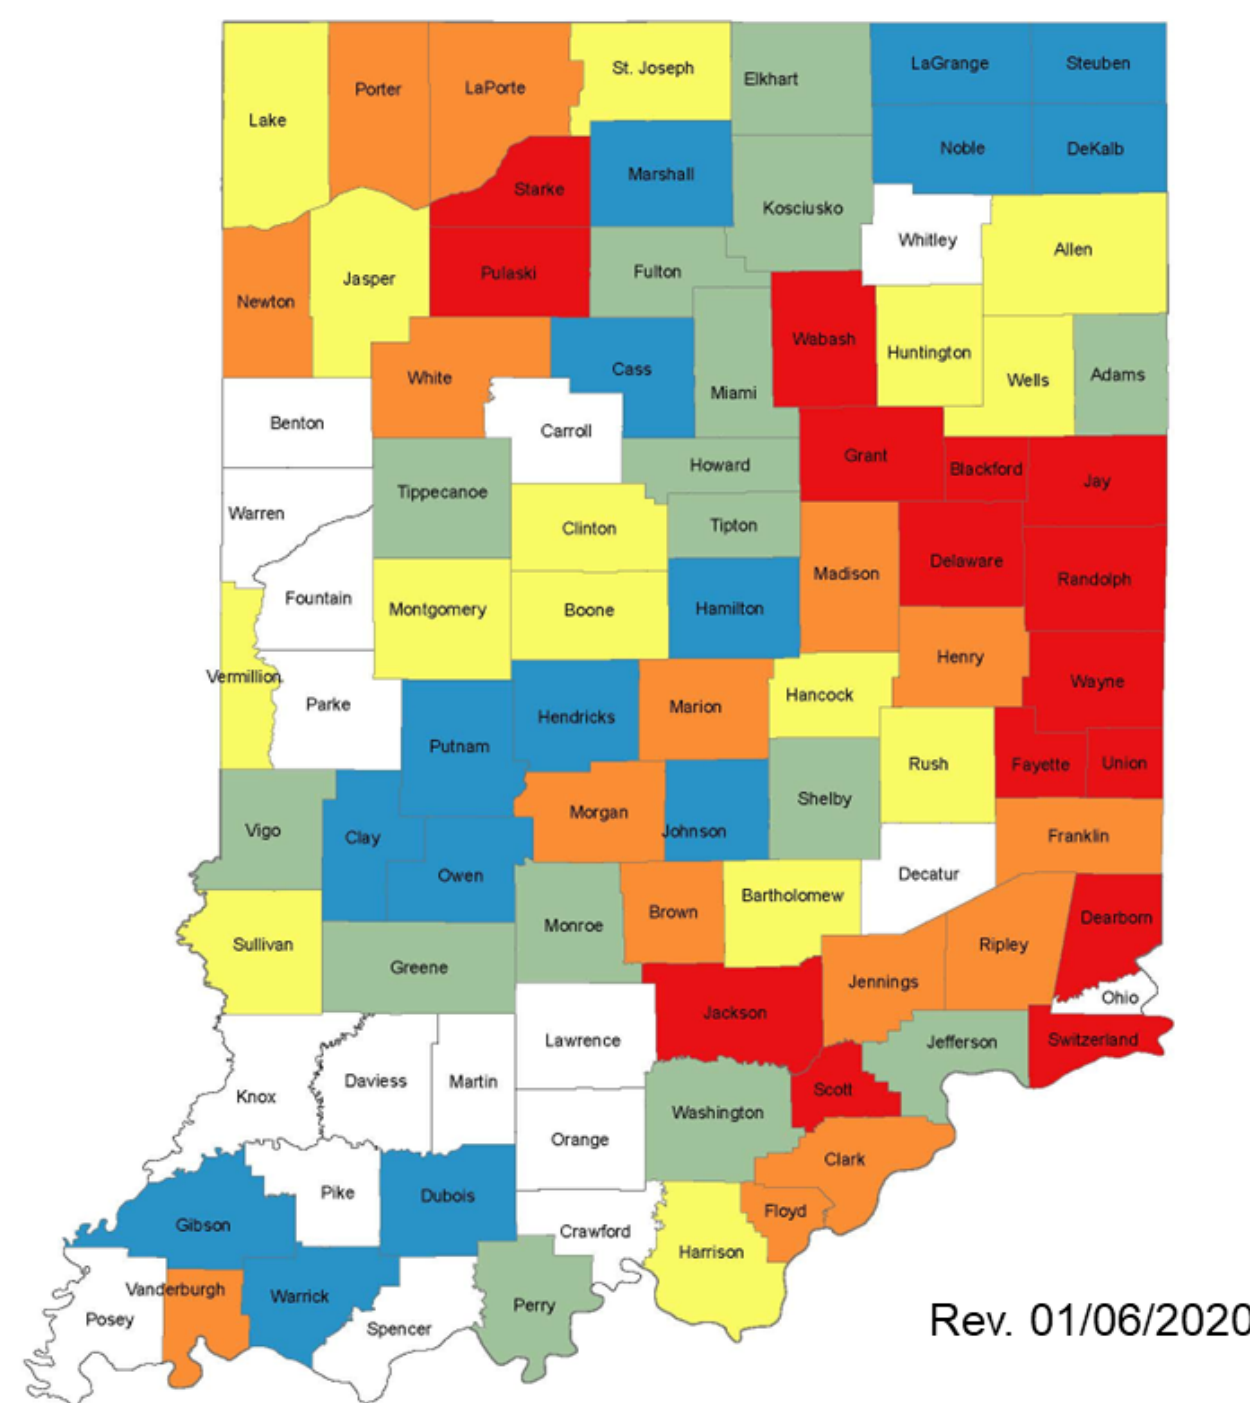 LaGrange
Steuben
St. Joseph
Elkhart
Porter
LaPorte
Lake
Noble
DeKalb
Marshall
Starke
Kosciusko
Whitley
Allen
Jasper
Pulaski
Fulton
Newton
Wabash
Huntington
White
Cass
Wells
Adams
Miami
Benton
Carroll
Grant
Howard
Blackford
Jay
Tippecanoe
Warren
Clinton
Tipton
Delaware
Madison
Randolph
Fountain
Montgomery
Boone
Hamilton
Henry
Vermillion
Wayne
Hancock
Parke
Marion
Hendricks
Putnam
Rush
Fayette
Union
Shelby
Morgan
Vigo
Clay
Johnson
Franklin
Owen
Decatur
Bartholomew
Brown
Dearborn
Monroe
Sullivan
Ripley
Greene
Jennings
Ohio
Jackson
Lawrence
Jefferson
Switzerland
Daviess
Martin
Scott
Knox
Washington
Orange
Clark
Pike
Dubois
Floyd
Gibson
Crawford
Harrison
Vanderburgh
Warrick
Perry
Posey
Spencer
Rev. 01/06/2020